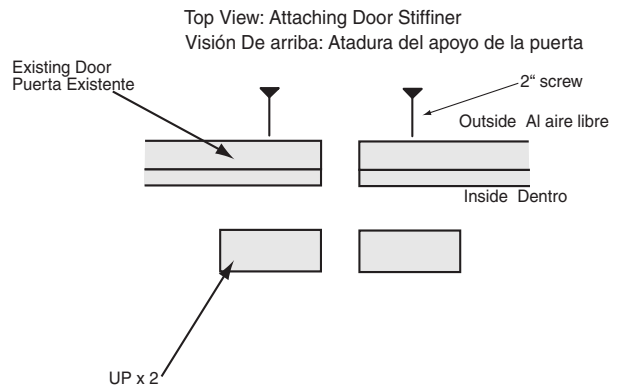 Top View: Attaching Door Stiffiner
Visión De arriba: Atadura del apoyo de la puerta
Existing Door
Puerta Existente
2“ screw
Outside Al aire libre
Inside Dentro
UP x 2